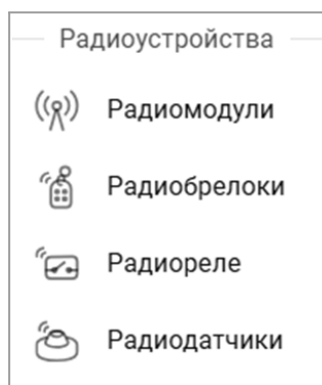 Радиоустройства
Радиомодули
Радиобрелоки
Радиореле
Радиодатчики